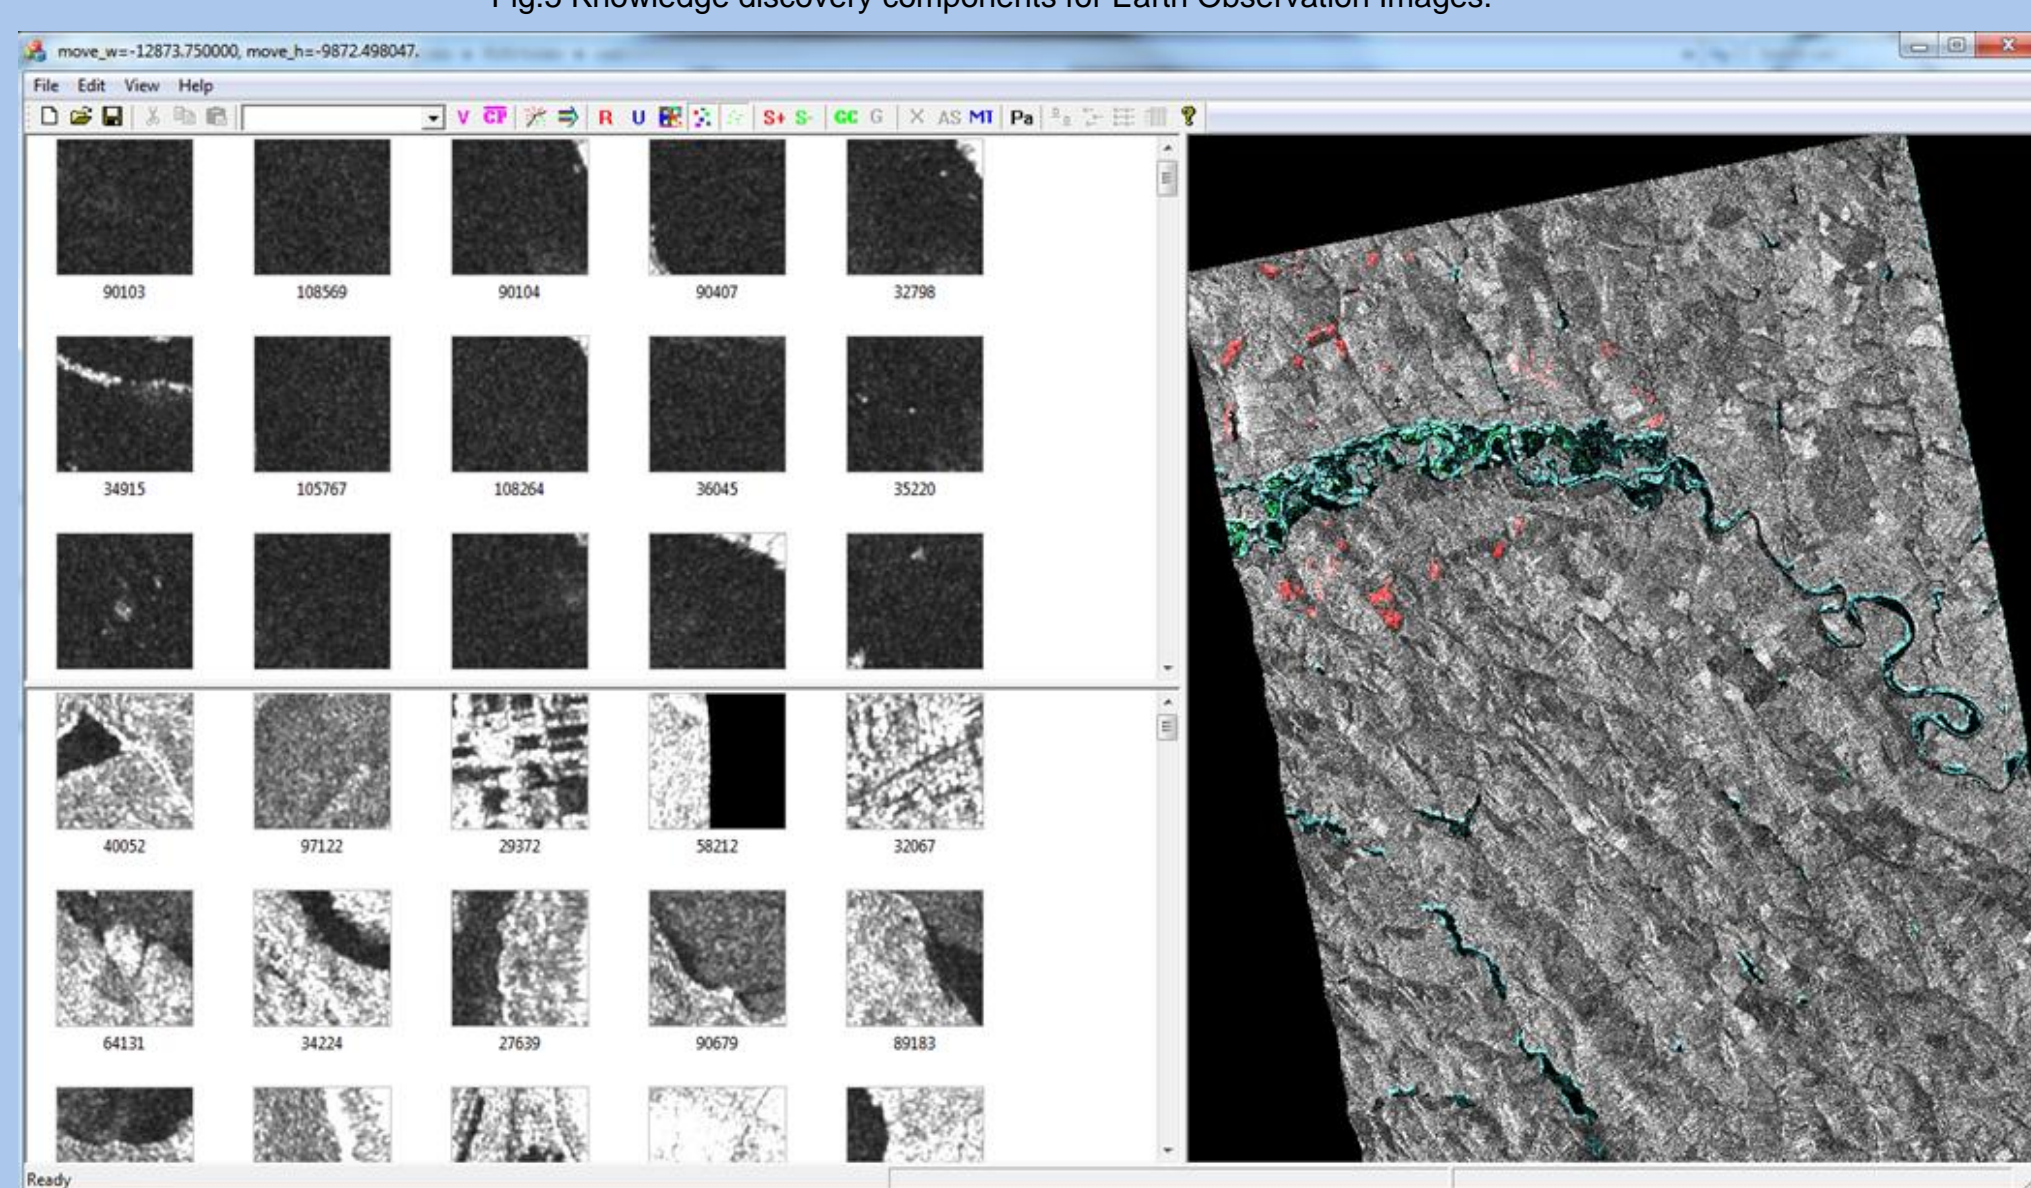 Fig.5 Knowledge discovery components for Earth Observation images.
move_w=-12873.750000, move_h=-9872.498047.
File Edit View Help
V CP R U S+ S- GC G AS MI Pa
90103 108569 90104 90407 32798
34915 105767 108264 36045 35220
40052 97122 29372 58212 32067
64131 34224 27639 90679 89183
Ready